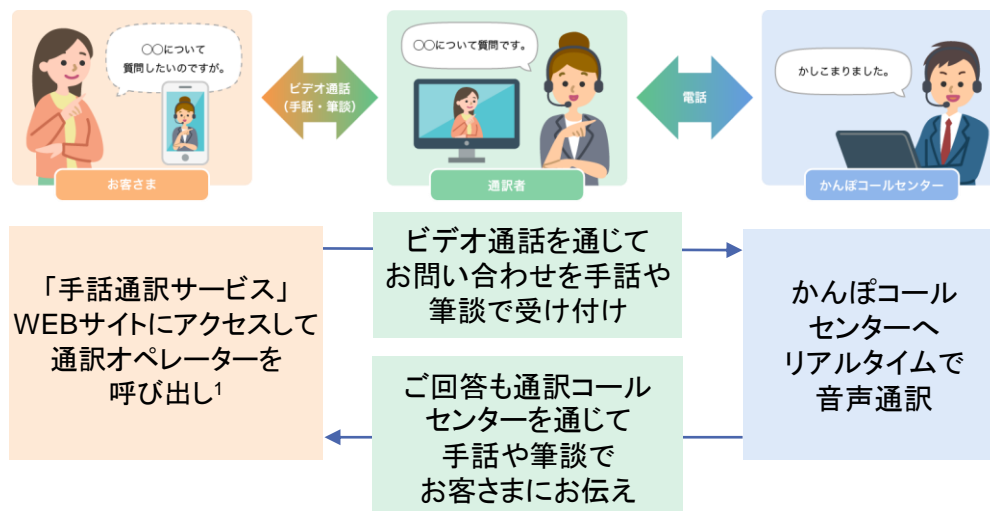 〇〇について
質問したいのですが。
ビデオ通話
(手話・筆談)
〇〇について質問です。
電話
かしこまりました。
お客さま
通訳者
かんぽコールセンター
「手話通訳サービス」
WEBサイトにアクセスして
通訳オペレーターを
呼び出し1
ビデオ通話を通じて
お問い合わせを手話や
筆談で受け付け
かんぽコール
センターへ
リアルタイムで
音声通訳
ご回答も通訳コール
センターを通じて
手話や筆談で
お客さまにお伝え